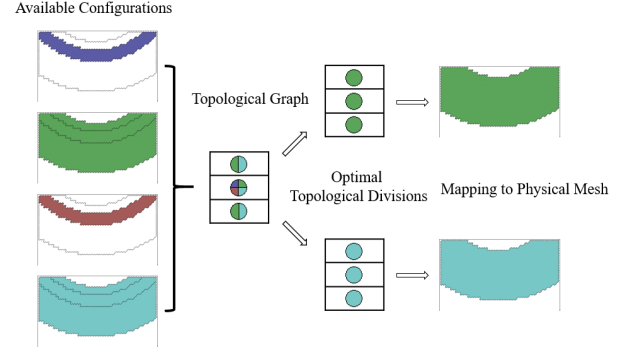 Available Configurations
Topological Graph
Optimal
Topological Divisions
Mapping to Physical Mesh